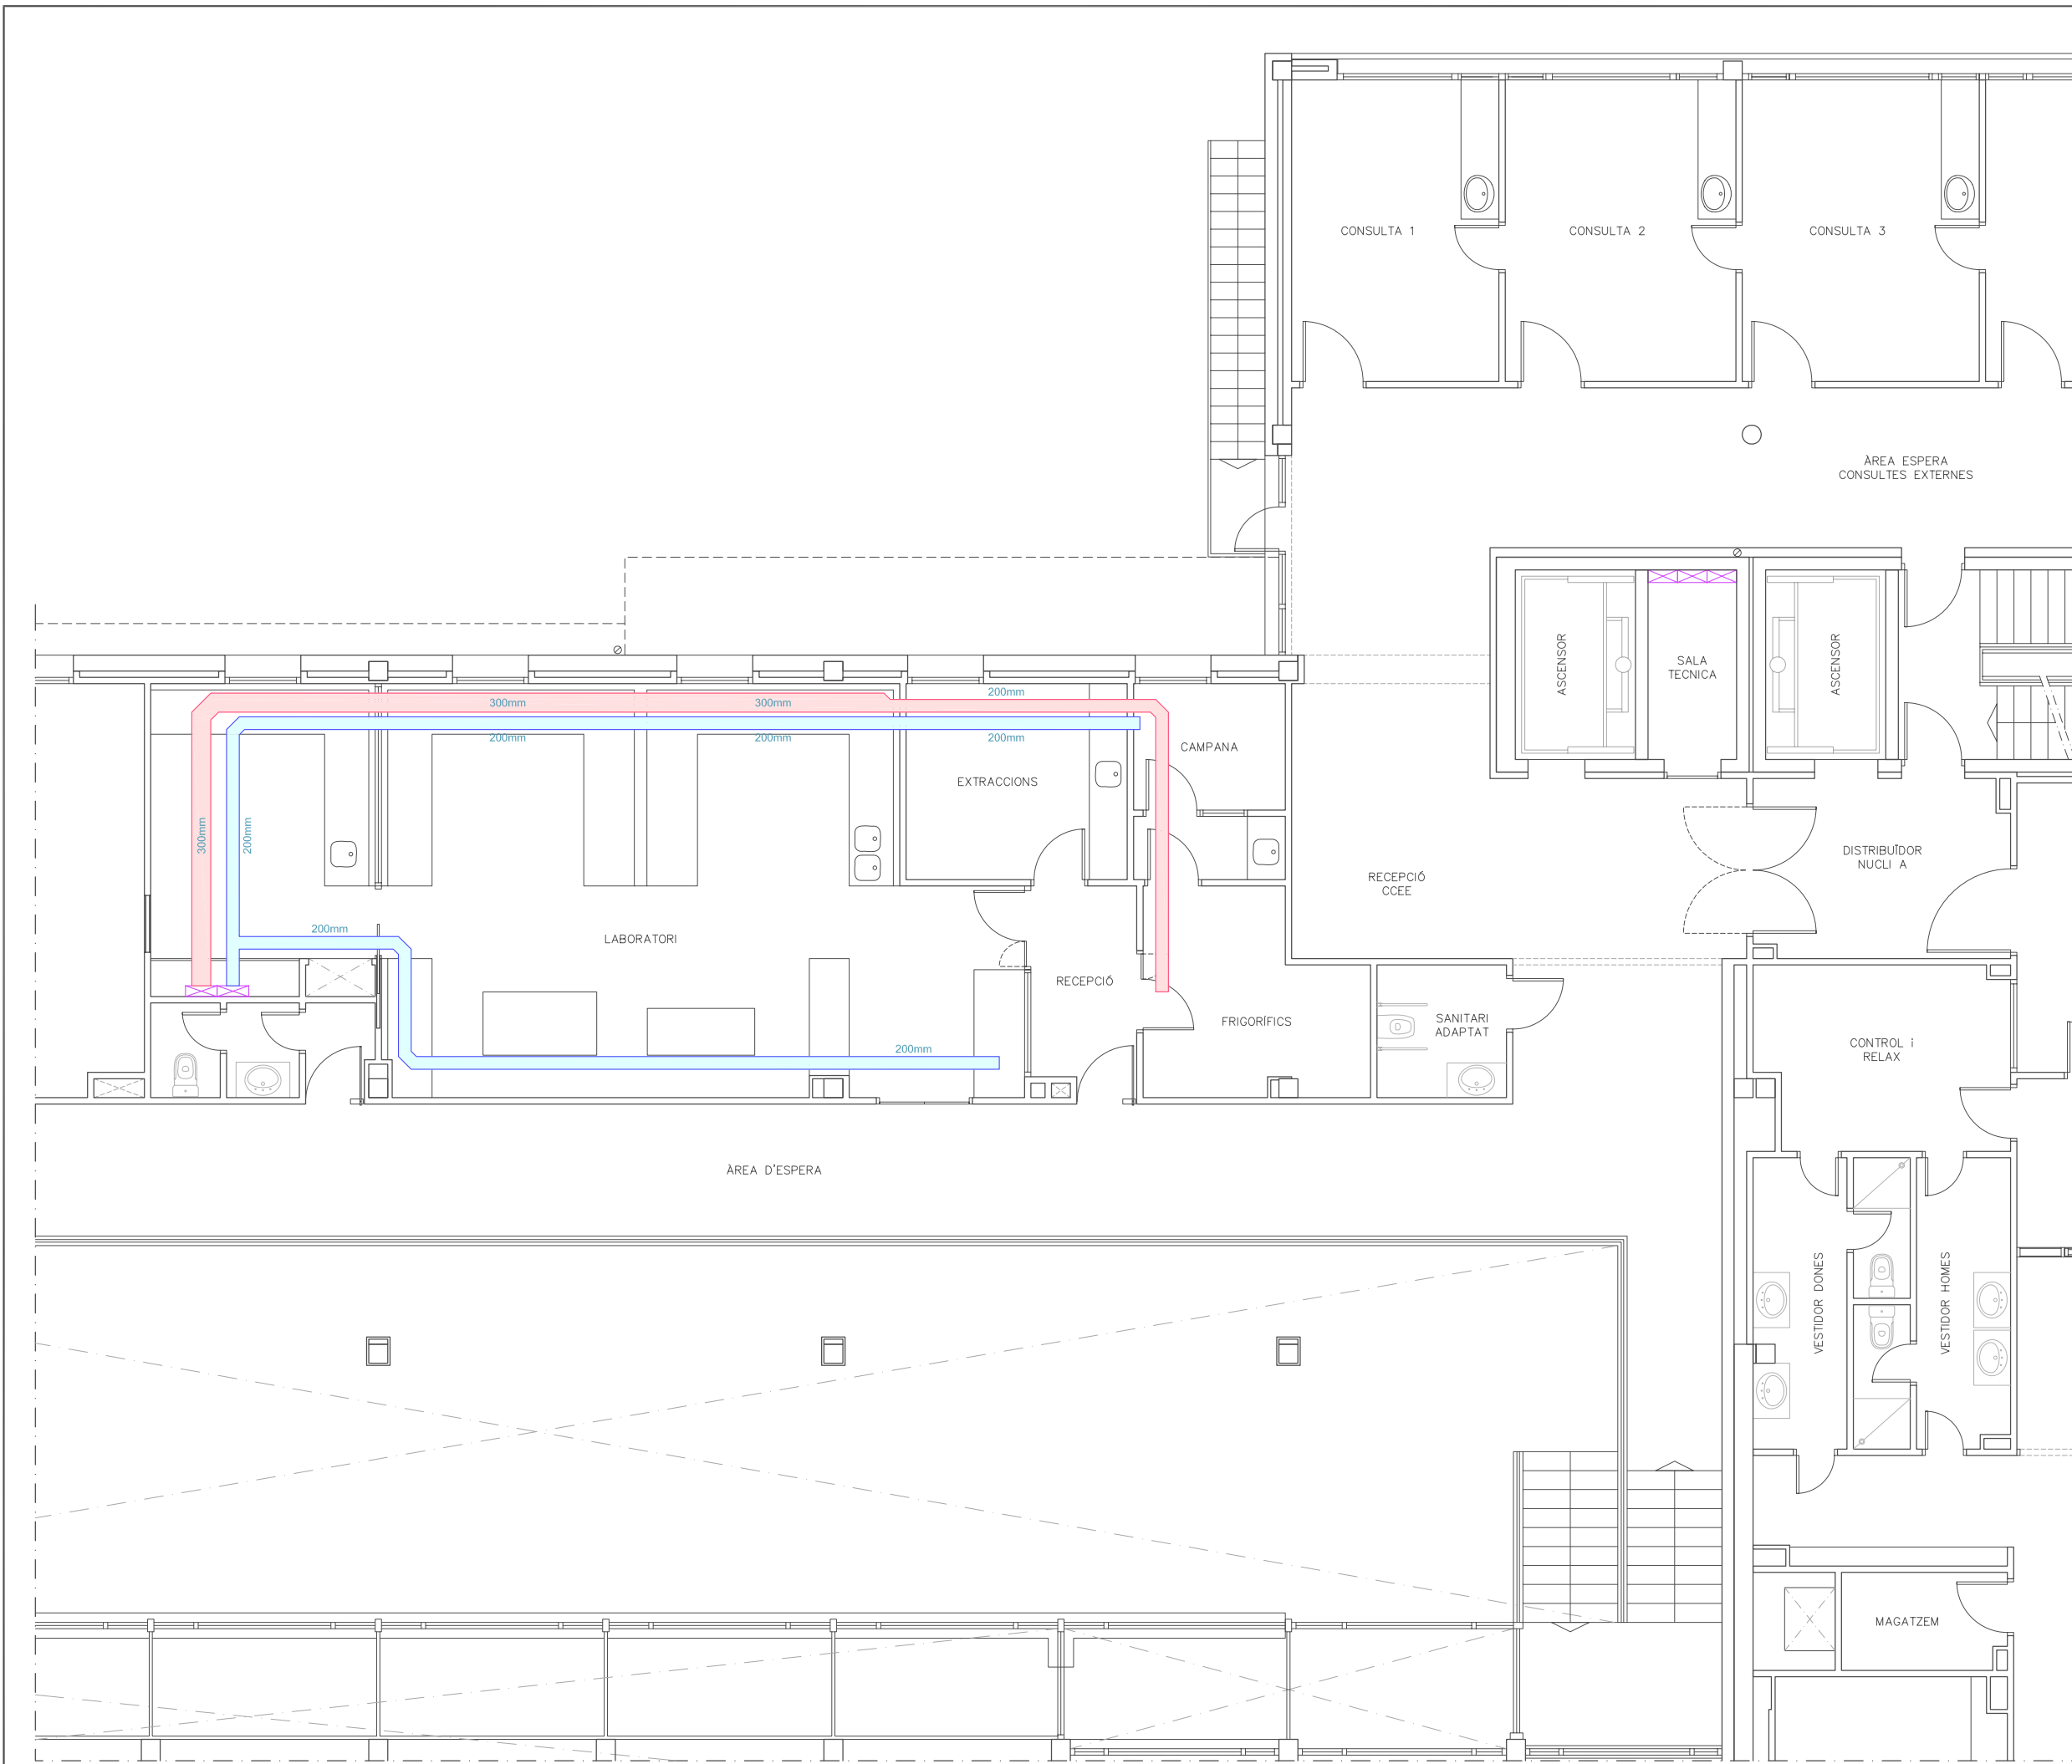 CONSULTA 1
CONSULTA 2
CONSULTA 3
ÀREA ESPERA
CONSULTES EXTERNES
ASCENSOR
SALA
TECNICA
ASCENSOR
200mm
300mm
300mm
200mm
200mm
200mm
CAMPANA
EXTRACCIONS
300mm
200mm
DISTRIBUÏDOR
NUCLI A
RECEPCIÓ
CCEE
200mm
LABORATORI
RECEPCIÓ
FRIGORÍFICS
SANITARI
ADAPTAT
200mm
CONTROL i
RELAX
ÀREA D'ESPERA
VESTIDOR DONES
VESTIDOR HOMES
MAGATZEM